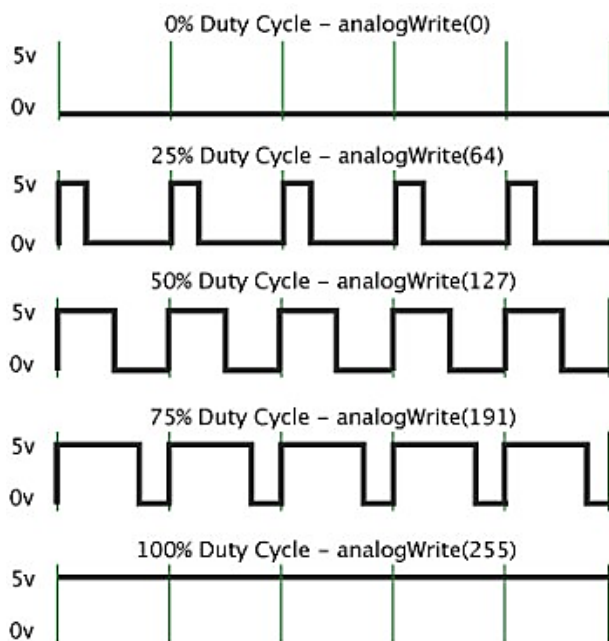 0% Duty Cycle – analogWrite(0)
5v
0v
25% Duty Cycle – analogWrite(64)
5v
0v
50% Duty Cycle – analogWrite(127)
5v
0v
75% Duty Cycle – analogWrite(191)
5v
0v
100% Duty Cycle – analogWrite(255)
5v
0v